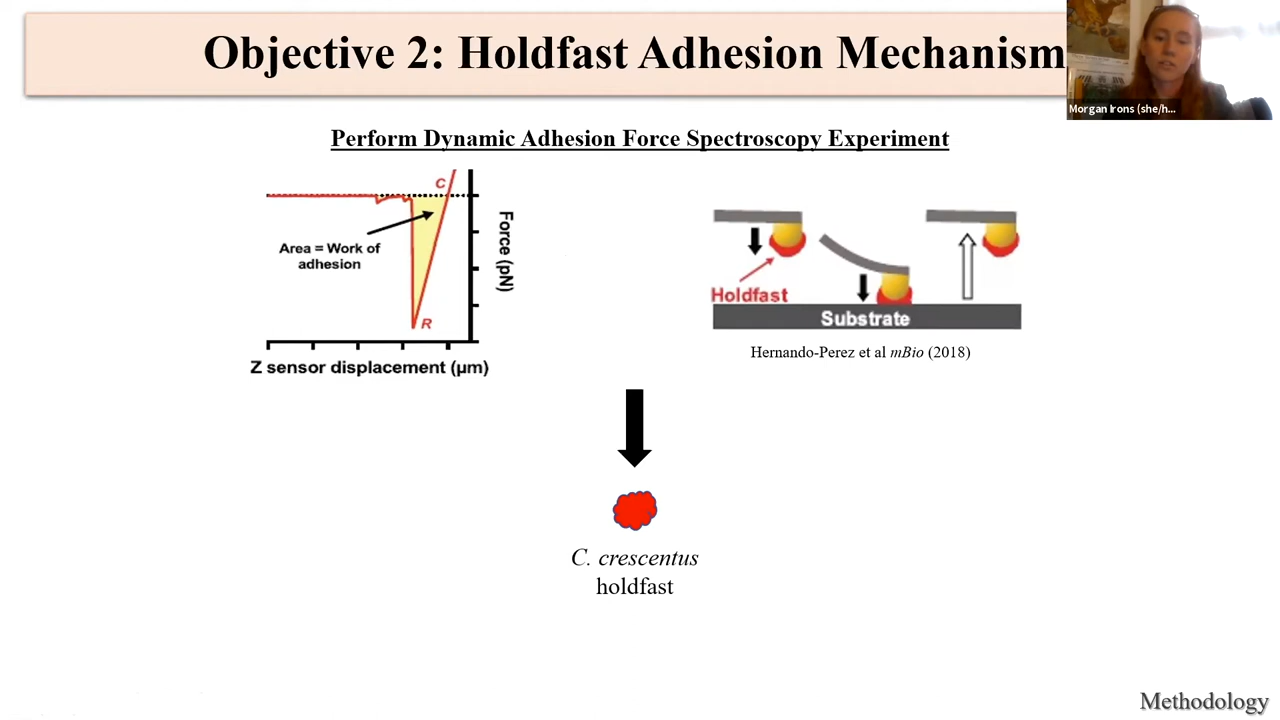 Objective 2: Holdfast Adhesion Mechanism
Morgan Irons (she/h...
Perform Dynamic Adhesion Force Spectroscopy Experiment
C
Area = Work of
adhesion
R
Force (pN)
Z sensor displacement (µm)
Holdfast
Substrate
Hernando-Perez et al mBio (2018)
C. crescentus
holdfast
Methodology